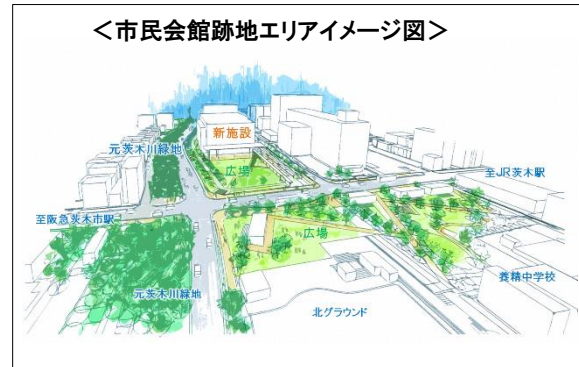 ＜市民会館跡地エリアイメージ図＞
新施設
元茨木川緑地
広場
至JR茨木駅
至阪急茨木市駅
広場
養精中学校
元茨木川緑地
北グラウンド